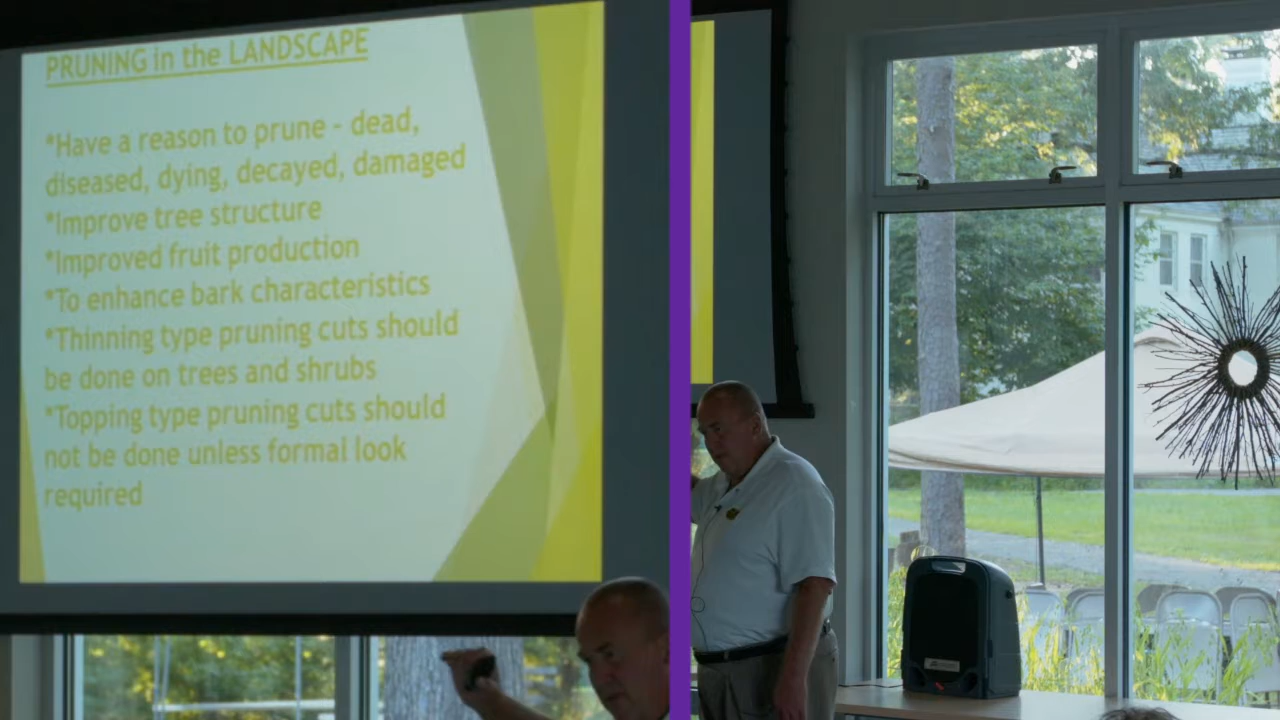 PRUNING in the LANDSCAPE
*Have a reason to prune - dead,
diseased, dying, decayed, damaged
*Improve tree structure
*Improved fruit production
*To enhance bark characteristics
*Thinning type pruning cuts should
be done on trees and shrubs
*Topping type pruning cuts should
not be done unless formal look
required